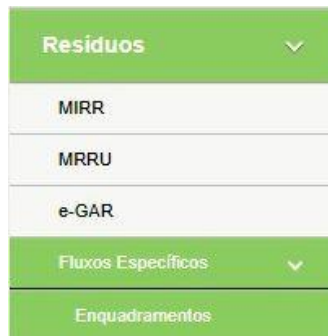 Resíduos
MIRR
MRRU
e-GAR
Fluxos Específicos
Enquadramentos